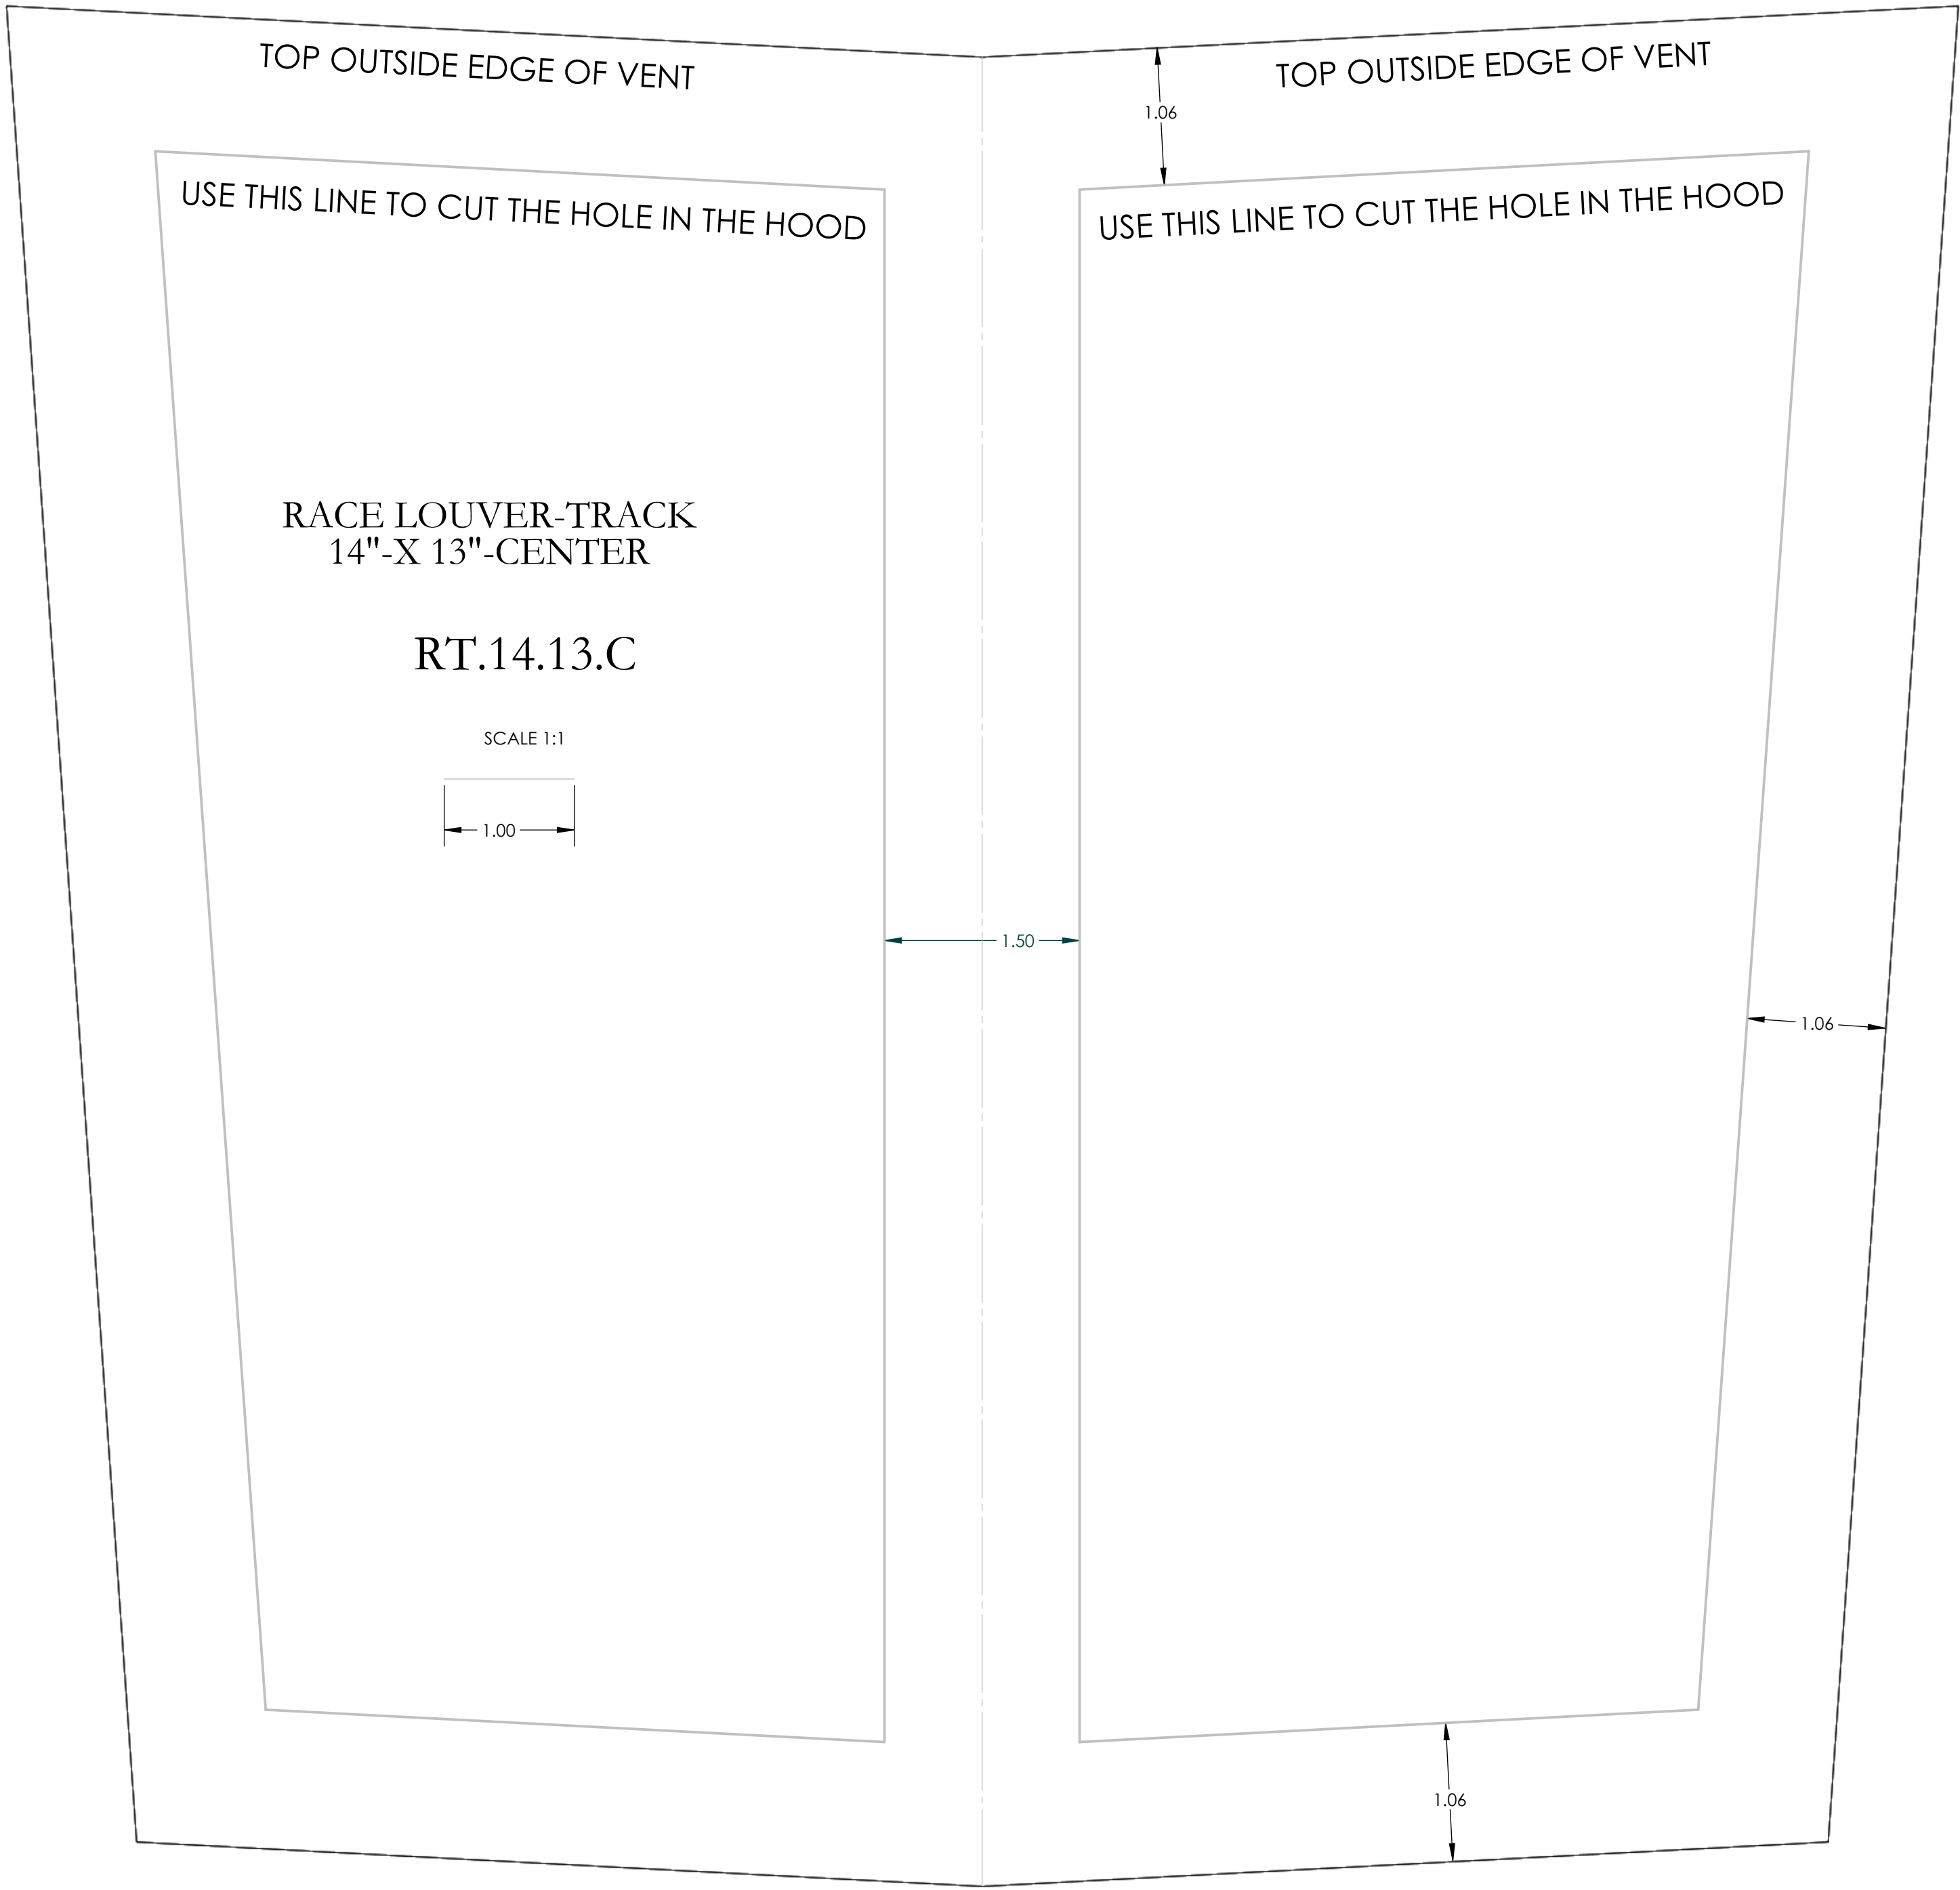 TOP OUTSIDE EDGE OF VENT
TOP OUTSIDE EDGE OF VENT
1.06
USE THIS LINE TO CUT THE HOLE IN THE HOOD
USE THIS LINE TO CUT THE HOLE IN THE HOOD
RACE LOUVER-TRACK
14"-X 13"-CENTER
RT.14.13.C
SCALE 1:1
1.00
1.50
1.06
1.06